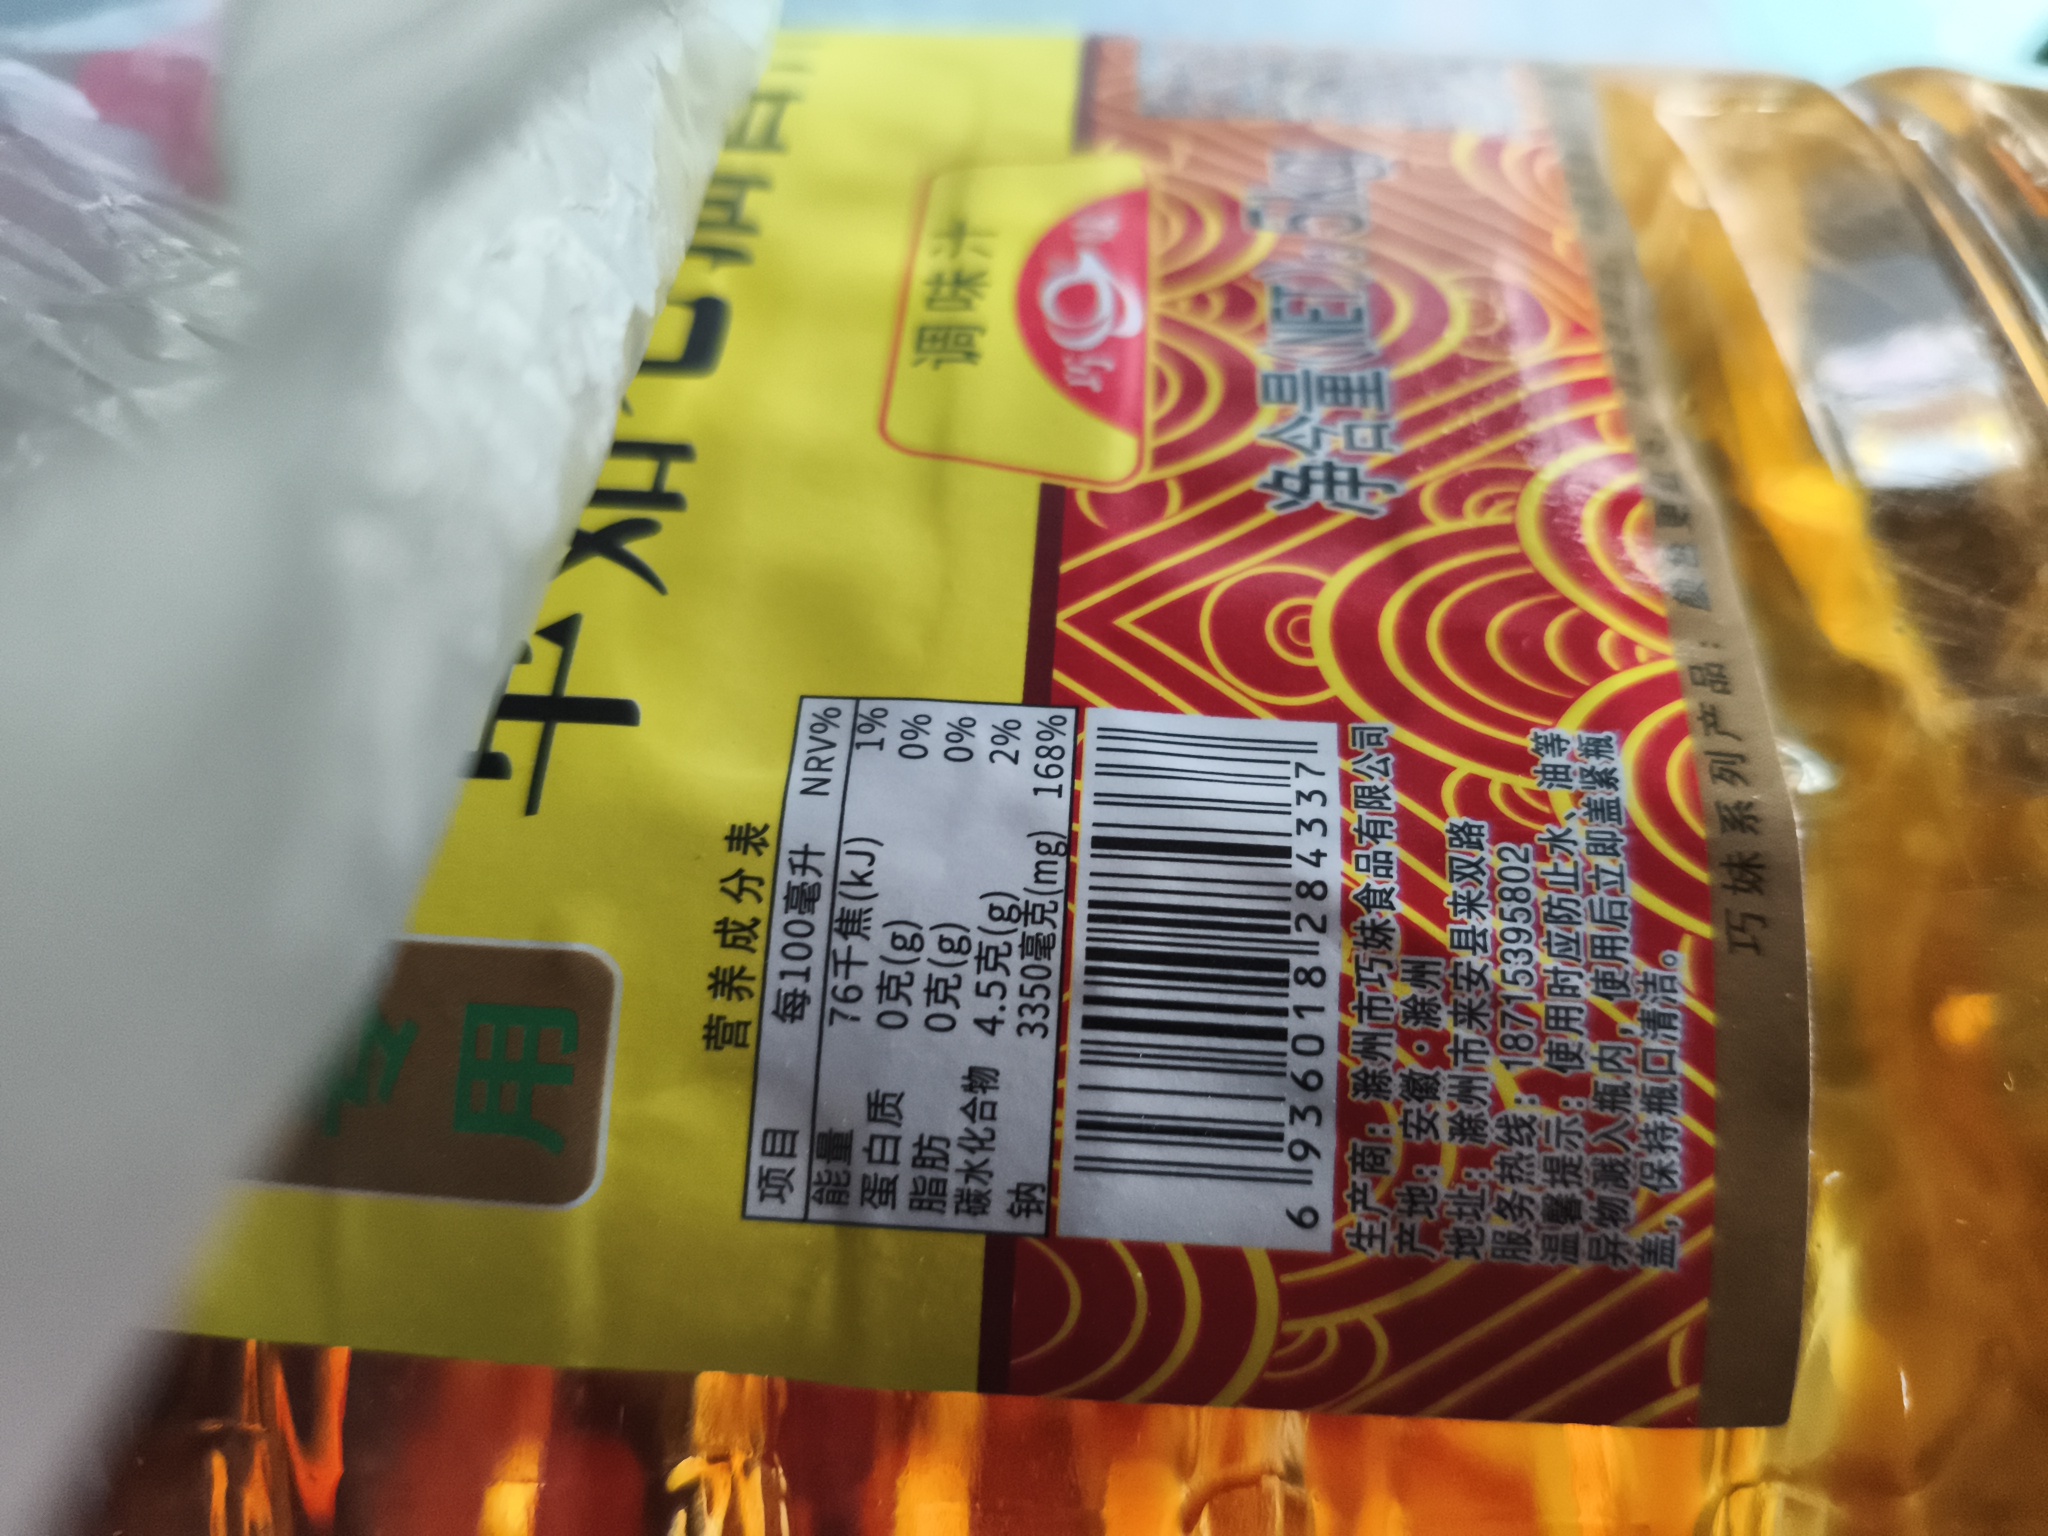 专用
调味汁
巧
净含量(NET):5kg
营养成分表
项目 每100毫升 NRV%
能量 76千焦(kJ) 1%
蛋白质 0克(g) 0%
脂肪 0克(g) 0%
碳水化合物 4.5克(g) 2%
钠 3350毫克(mg) 168%
6936018284337
生产商:滁州市巧妹食品有限公司
产地:安徽·滁州
地址:滁州市来安县来双路
服务热线:18715395802
温馨提示:使用时应防止水、油等
异物溅入瓶内,使用后立即盖紧瓶
盖,保持瓶口清洁。
巧妹系列产品: